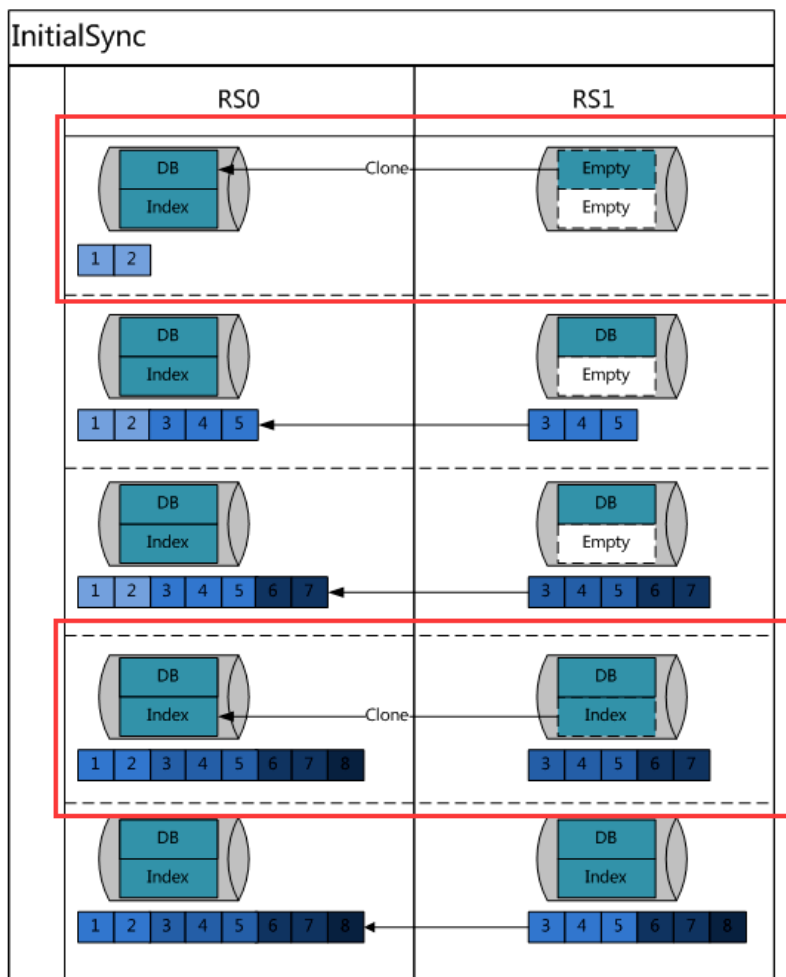 InitialSync
RS0 RS1
DB Clone Empty
Index Empty
1 2
DB DB
Index Empty
1 2 3 4 5 3 4 5
DB DB
Index Empty
1 2 3 4 5 6 7 3 4 5 6 7
DB DB
Index Clone Index
1 2 3 4 5 6 7 8 3 4 5 6 7
DB DB
Index Index
1 2 3 4 5 6 7 8 3 4 5 6 7 8